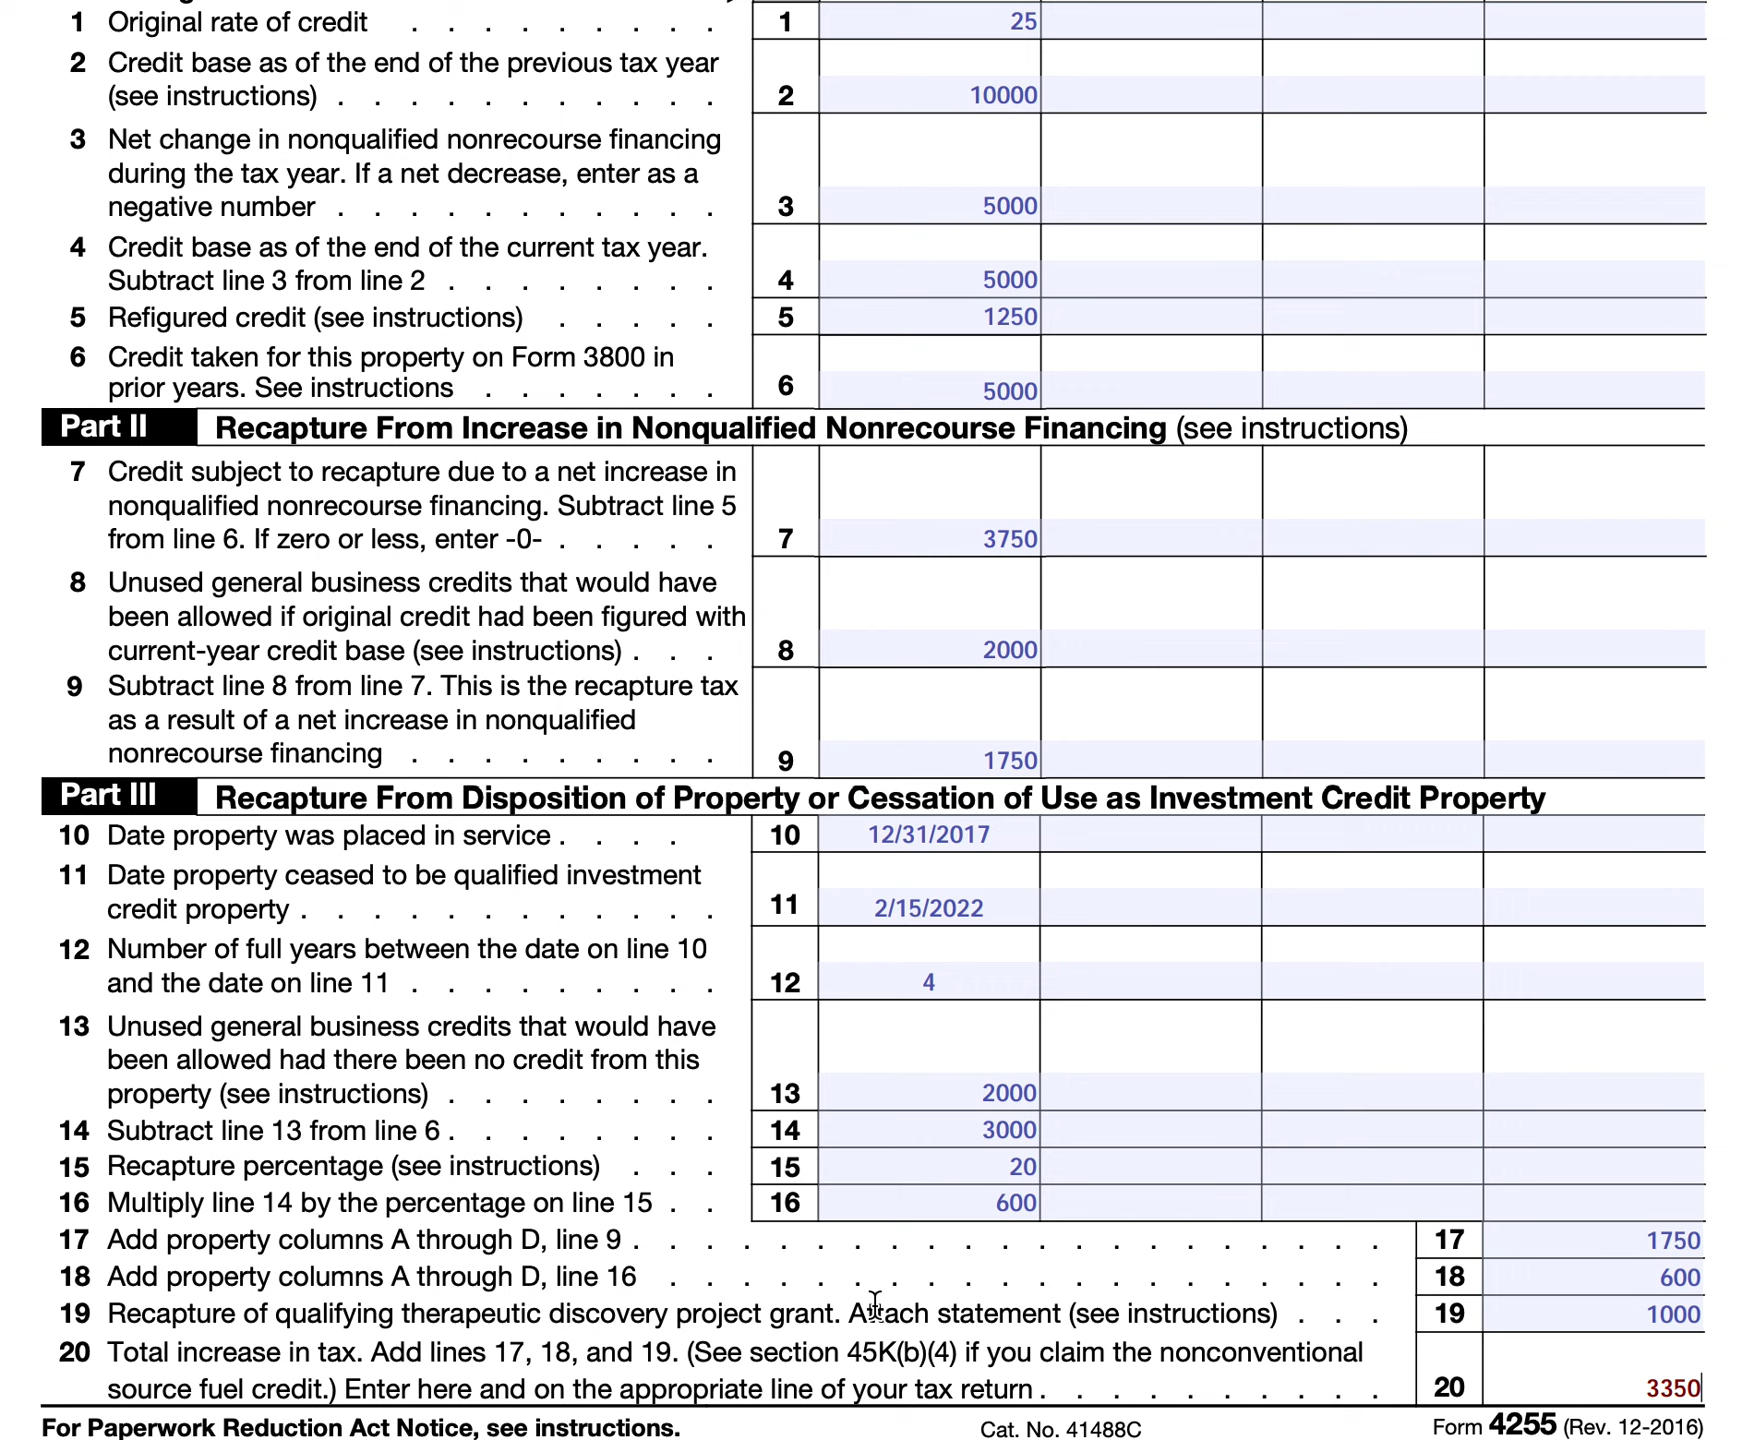 1 Original rate of credit . . . . . . . . . 1 25
2 Credit base as of the end of the previous tax year
(see instructions) . . . . . . . . . . . 2 10000
3 Net change in nonqualified nonrecourse financing
during the tax year. If a net decrease, enter as a
negative number . . . . . . . . . . . 3 5000
4 Credit base as of the end of the current tax year.
Subtract line 3 from line 2 . . . . . . . . 4 5000
5 Refigured credit (see instructions) . . . . . 5 1250
6 Credit taken for this property on Form 3800 in
prior years. See instructions . . . . . . . 6 5000
Part II Recapture From Increase in Nonqualified Nonrecourse Financing (see instructions)
7 Credit subject to recapture due to a net increase in
nonqualified nonrecourse financing. Subtract line 5
from line 6. If zero or less, enter -0- . . . . . 7 3750
8 Unused general business credits that would have
been allowed if original credit had been figured with
current-year credit base (see instructions) . . . 8 2000
9 Subtract line 8 from line 7. This is the recapture tax
as a result of a net increase in nonqualified
nonrecourse financing . . . . . . . . . 9 1750
Part III Recapture From Disposition of Property or Cessation of Use as Investment Credit Property
10 Date property was placed in service . . . . 10 12/31/2017
11 Date property ceased to be qualified investment
credit property . . . . . . . . . . . . 11 2/15/2022
12 Number of full years between the date on line 10
and the date on line 11 . . . . . . . . . 12 4
13 Unused general business credits that would have
been allowed had there been no credit from this
property (see instructions) . . . . . . . . 13 2000
14 Subtract line 13 from line 6 . . . . . . . . 14 3000
15 Recapture percentage (see instructions) . . . 15 20
16 Multiply line 14 by the percentage on line 15 . . 16 600
17 Add property columns A through D, line 9 . . . . . . . . . . . . . . . . . . . . . 17 1750
18 Add property columns A through D, line 16 . . . . . . . . . . . . . . . . . . . . 18 600
19 Recapture of qualifying therapeutic discovery project grant. Attach statement (see instructions) . . . 19 1000
20 Total increase in tax. Add lines 17, 18, and 19. (See section 45K(b)(4) if you claim the nonconventional
source fuel credit.) Enter here and on the appropriate line of your tax return . . . . . . . . . . 20 3350
For Paperwork Reduction Act Notice, see instructions. Cat. No. 41488C Form 4255 (Rev. 12-2016)